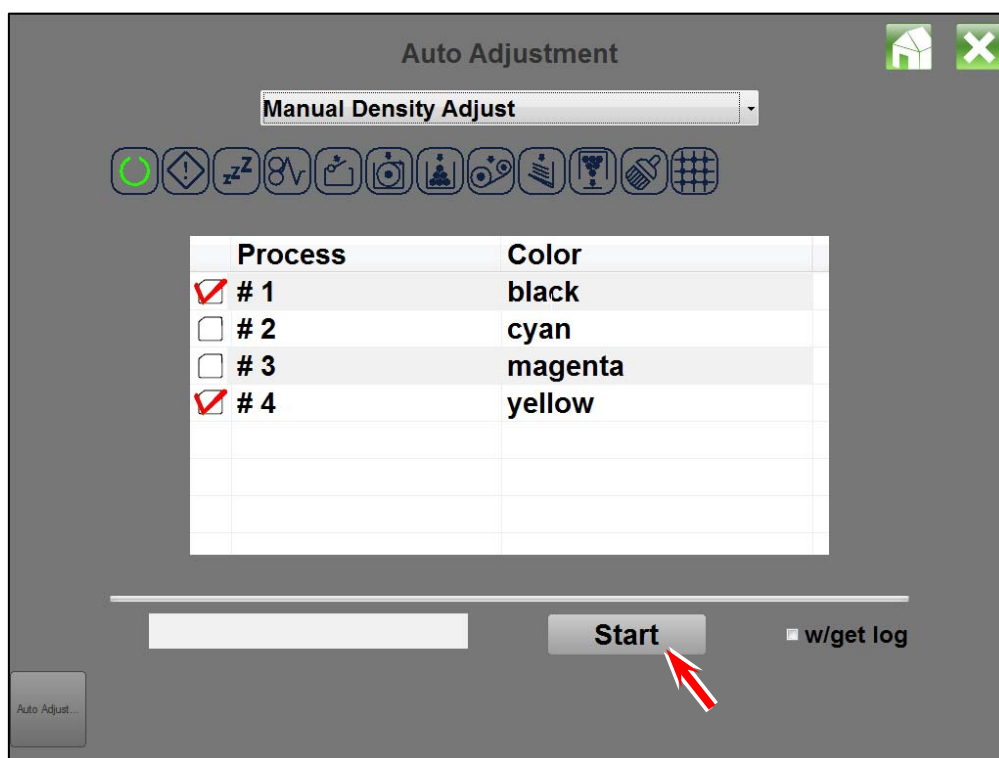 Auto Adjustment
Manual Density Adjust
zzZ
Process Color
# 1 black
# 2 cyan
# 3 magenta
# 4 yellow
Start
w/get log
Auto Adjust...